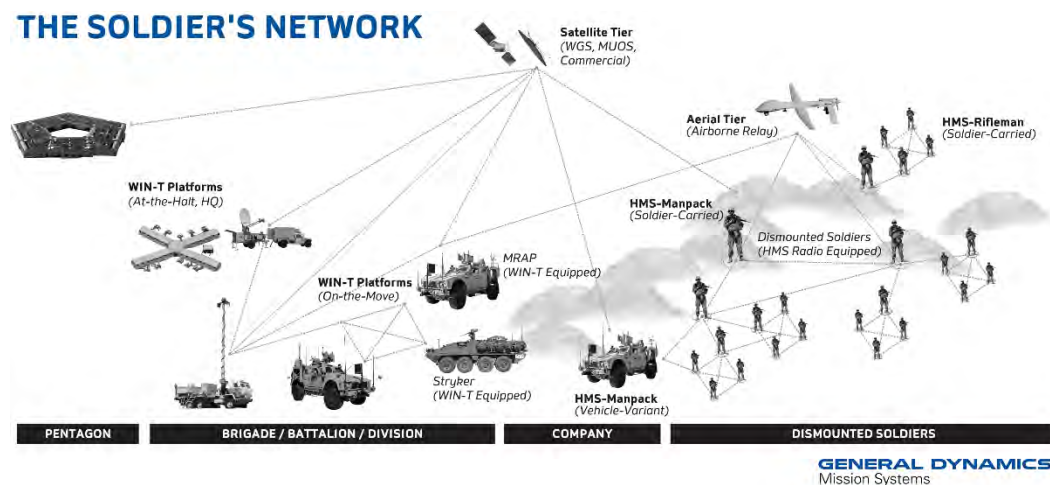 THE SOLDIER'S NETWORK
Satellite Tier
(WGS, MUOS,
Commercial)
Aerial Tier
(Airborne Relay)
HMS-Rifleman
(Soldier-Carried)
WIN-T Platforms
(At-the-Halt, HQ)
HMS-Manpack
(Soldier-Carried)
Dismounted Soldiers
(HMS Radio Equipped)
MRAP
(WIN-T Equipped)
WIN-T Platforms
(On-the-Move)
Stryker
(WIN-T Equipped)
HMS-Manpack
(Vehicle-Variant)
PENTAGON
BRIGADE / BATTALION / DIVISION
COMPANY
DISMOUNTED SOLDIERS
GENERAL DYNAMICS
Mission Systems